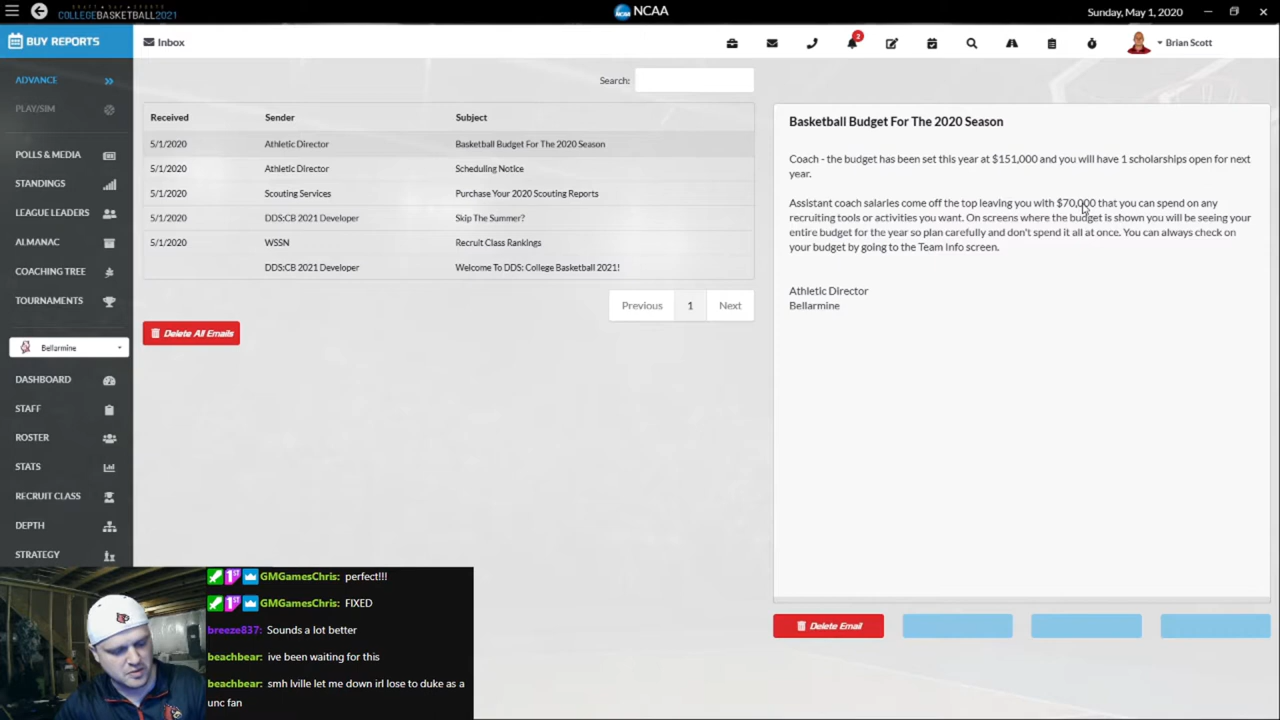 DRAFT DAY SPORTS
COLLEGEBASKETBALL2021
NCAA
Sunday, May 1, 2020
BUY REPORTS
Inbox
2
Brian Scott
ADVANCE
PLAY/SIM
POLLS & MEDIA
STANDINGS
LEAGUE LEADERS
ALMANAC
COACHING TREE
TOURNAMENTS
Bellarmine
DASHBOARD
STAFF
ROSTER
STATS
RECRUIT CLASS
DEPTH
STRATEGY
Search:
Received Sender Subject
5/1/2020 Athletic Director Basketball Budget For The 2020 Season
5/1/2020 Athletic Director Scheduling Notice
5/1/2020 Scouting Services Purchase Your 2020 Scouting Reports
5/1/2020 DDS:CB 2021 Developer Skip The Summer?
5/1/2020 WSSN Recruit Class Rankings
DDS:CB 2021 Developer Welcome To DDS: College Basketball 2021!
Previous 1 Next
Delete All Emails
Basketball Budget For The 2020 Season
Coach - the budget has been set this year at $151,000 and you will have 1 scholarships open for next
year.
Assistant coach salaries come off the top leaving you with $70,000 that you can spend on any
recruiting tools or activities you want. On screens where the budget is shown you will be seeing your
entire budget for the year so plan carefully and don't spend it all at once. You can always check on
your budget by going to the Team Info screen.
Athletic Director
Bellarmine
Delete Email
GMGamesChris: perfect!!!
GMGamesChris: FIXED
breeze837: Sounds a lot better
beachbear: ive been waiting for this
beachbear: smh lville let me down irl lose to duke as a
unc fan